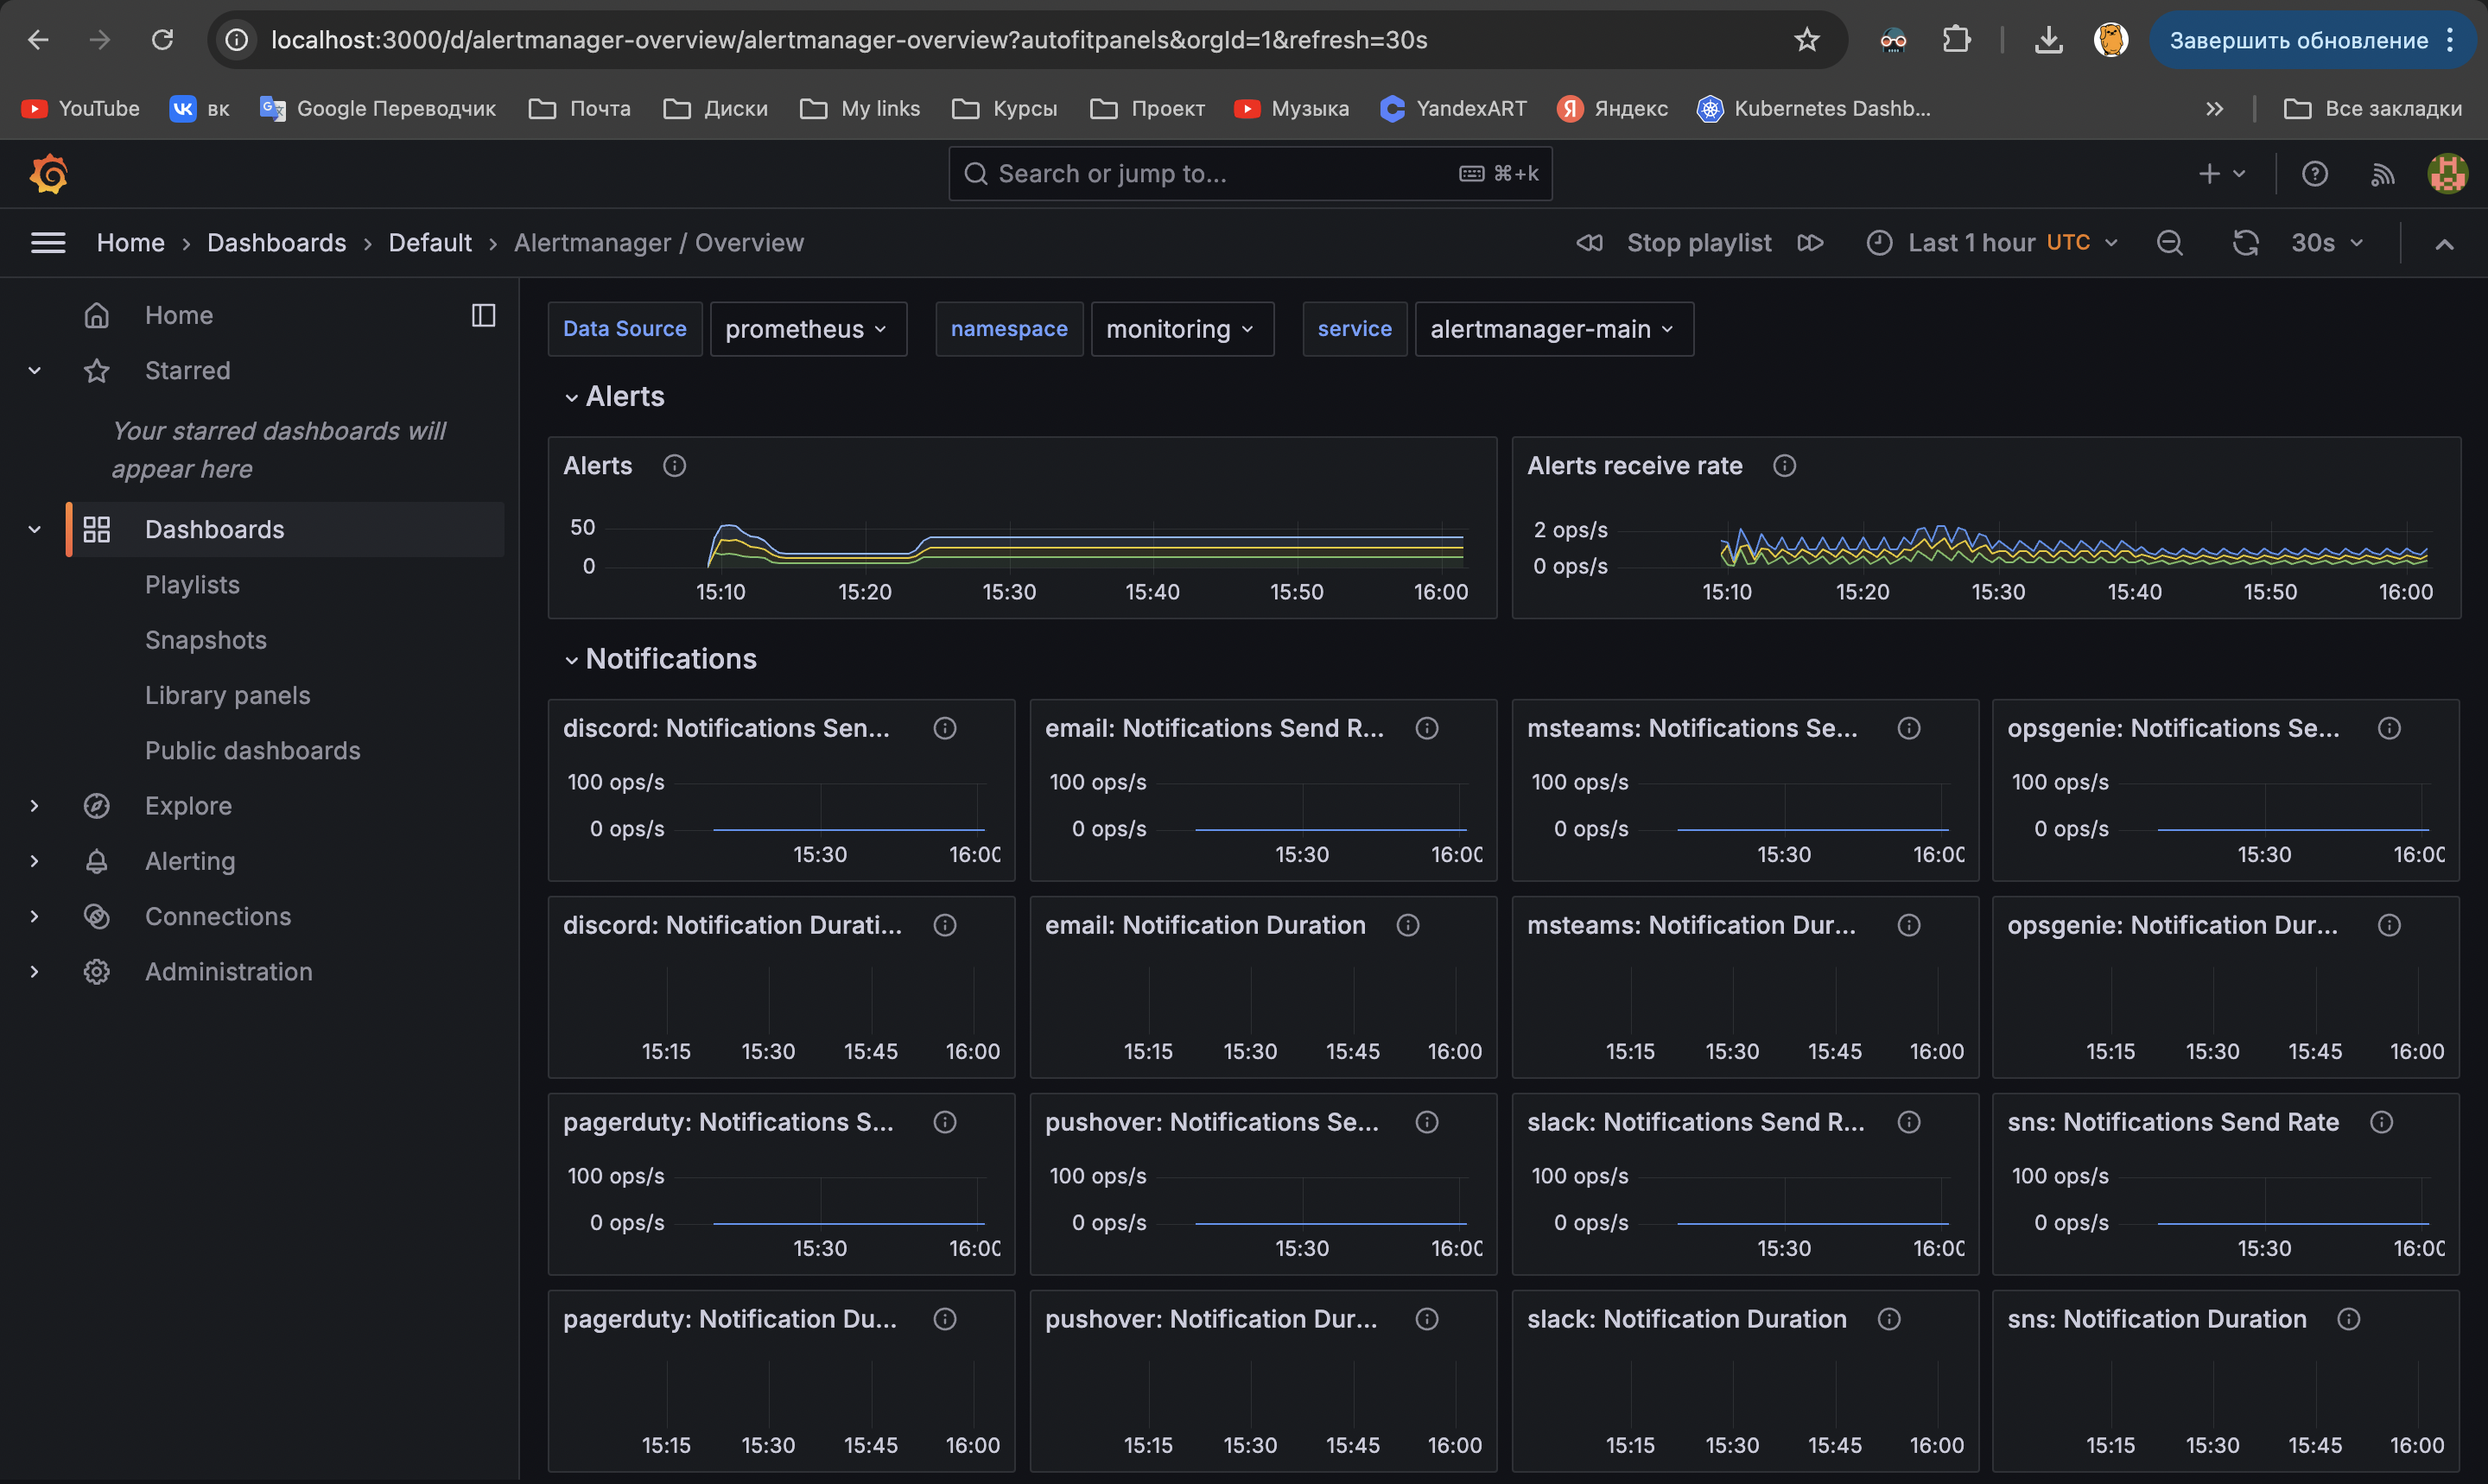 localhost:3000/d/alertmanager-overview/alertmanager-overview?autofitpanels&orgId=1&refresh=30s
Завершить обновление
YouTube вк Google Переводчик Почта Диски My links Курсы Проект Музыка YandexART Яндекс Kubernetes Dashb... Все закладки
Search or jump to... ⌘+k
Home › Dashboards › Default › Alertmanager / Overview
Stop playlist Last 1 hour UTC 30s
Home
Starred
Your starred dashboards will
appear here
Dashboards
Playlists
Snapshots
Library panels
Public dashboards
Explore
Alerting
Connections
Administration
Data Source prometheus namespace monitoring service alertmanager-main
Alerts
Alerts
50
0
15:10 15:20 15:30 15:40 15:50 16:00
Alerts receive rate
2 ops/s
0 ops/s
15:10 15:20 15:30 15:40 15:50 16:00
Notifications
discord: Notifications Sen...
100 ops/s
0 ops/s
15:30 16:00
email: Notifications Send R...
100 ops/s
0 ops/s
15:30 16:00
msteams: Notifications Se...
100 ops/s
0 ops/s
15:30 16:00
opsgenie: Notifications Se...
100 ops/s
0 ops/s
15:30 16:00
discord: Notification Durati...
15:15 15:30 15:45 16:00
email: Notification Duration
15:15 15:30 15:45 16:00
msteams: Notification Dur...
15:15 15:30 15:45 16:00
opsgenie: Notification Dur...
15:15 15:30 15:45 16:00
pagerduty: Notifications S...
100 ops/s
0 ops/s
15:30 16:00
pushover: Notifications Se...
100 ops/s
0 ops/s
15:30 16:00
slack: Notifications Send R...
100 ops/s
0 ops/s
15:30 16:00
sns: Notifications Send Rate
100 ops/s
0 ops/s
15:30 16:00
pagerduty: Notification Du...
15:15 15:30 15:45 16:00
pushover: Notification Dur...
15:15 15:30 15:45 16:00
slack: Notification Duration
15:15 15:30 15:45 16:00
sns: Notification Duration
15:15 15:30 15:45 16:00